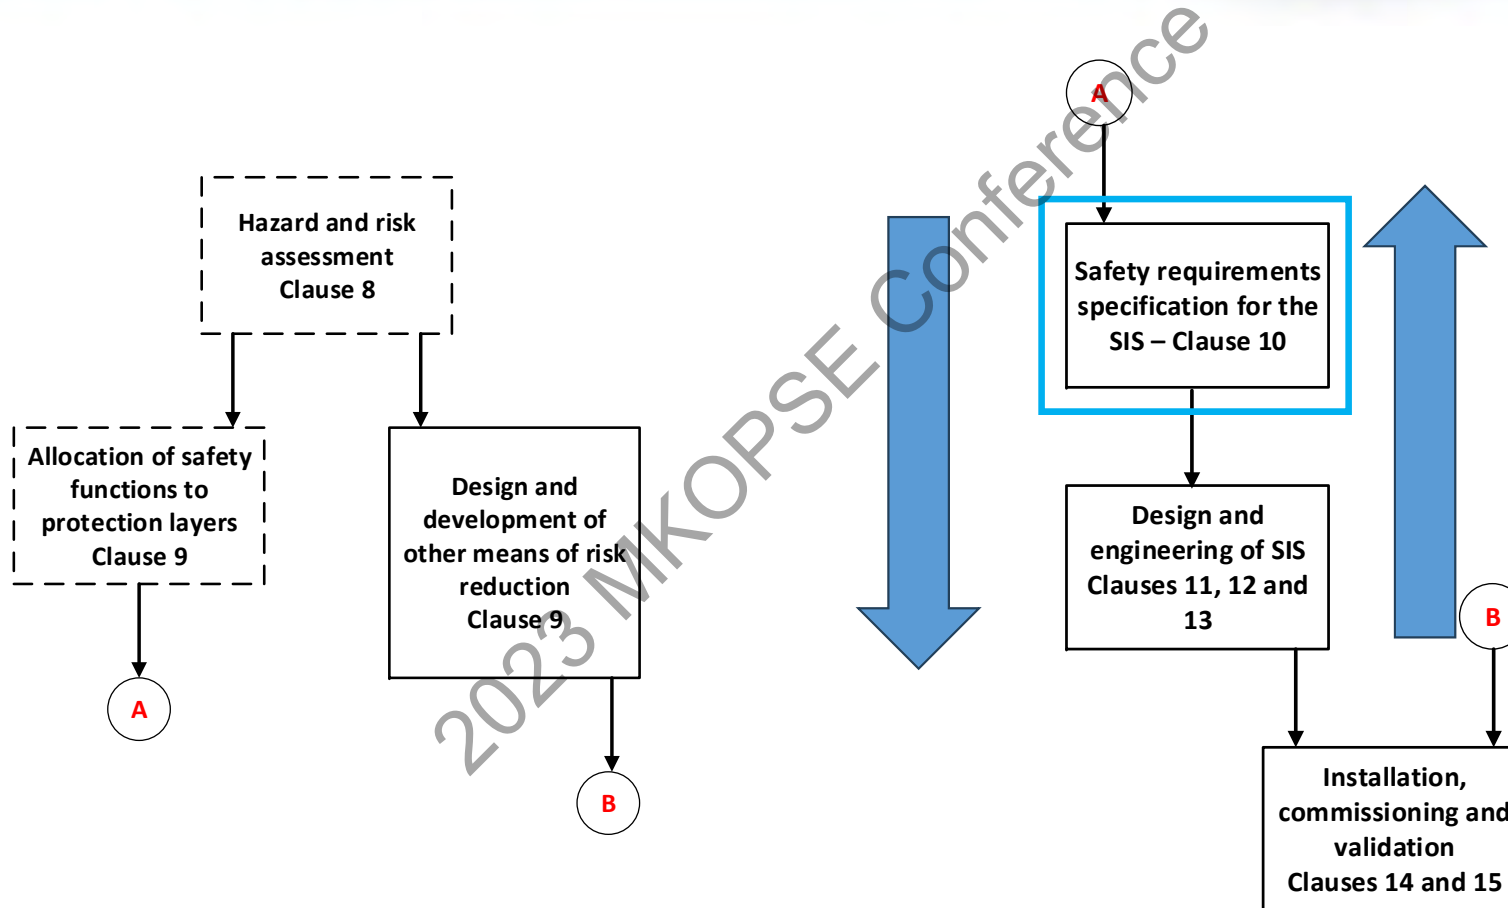 Hazard and risk
assessment
Clause 8
Allocation of safety
functions to
protection layers
Clause 9
Design and
development of
other means of risk
reduction
Clause 9
A
B
A
Safety requirements
specification for the
SIS – Clause 10
Design and
engineering of SIS
Clauses 11, 12 and
13
B
Installation,
commissioning and
validation
Clauses 14 and 15
2023 MKOPSE Conference